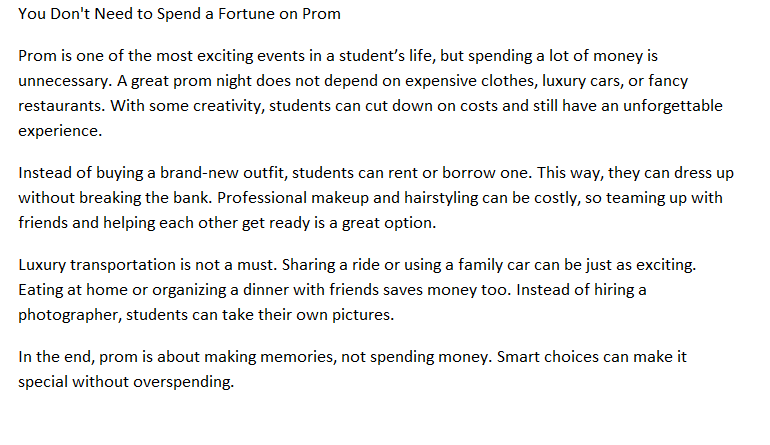 You Don't Need to Spend a Fortune on Prom
Prom is one of the most exciting events in a student’s life, but spending a lot of money is
unnecessary. A great prom night does not depend on expensive clothes, luxury cars, or fancy
restaurants. With some creativity, students can cut down on costs and still have an unforgettable
experience.
Instead of buying a brand-new outfit, students can rent or borrow one. This way, they can dress up
without breaking the bank. Professional makeup and hairstyling can be costly, so teaming up with
friends and helping each other get ready is a great option.
Luxury transportation is not a must. Sharing a ride or using a family car can be just as exciting.
Eating at home or organizing a dinner with friends saves money too. Instead of hiring a
photographer, students can take their own pictures.
In the end, prom is about making memories, not spending money. Smart choices can make it
special without overspending.